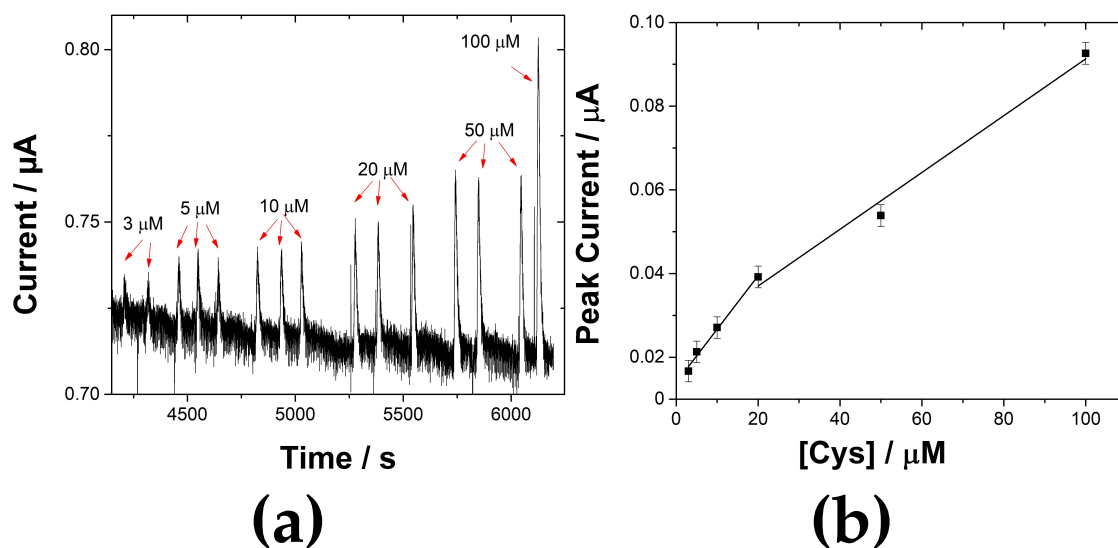 0.80
0.75
0.70
Current / µA
3 µM
5 µM
10 µM
20 µM
50 µM
100 µM
4500 5000 5500 6000
Time / s
(a)
0.10
0.08
0.06
0.04
0.02
0
Peak Current / µA
0 20 40 60 80 100
[Cys] / µM
(b)